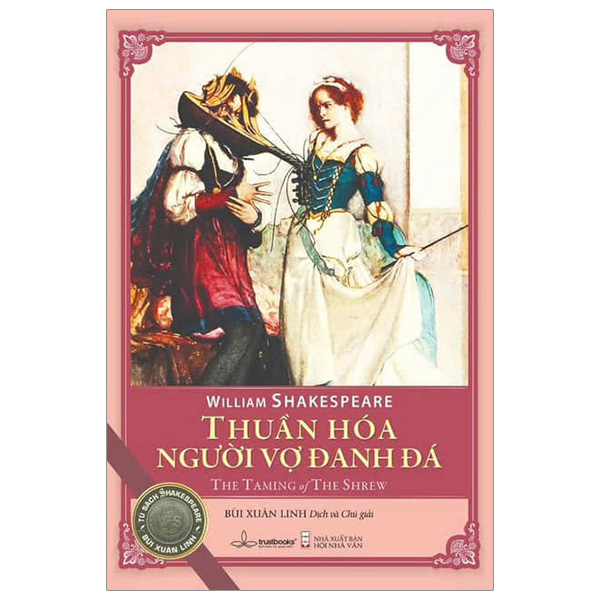 WILLIAM SHAKESPEARE
THUẦN HÓA
NGƯỜI VỢ ĐANH ĐÁ
THE TAMING of THE SHREW
BÙI XUÂN LINH Dịch và Chú giải
TỦ SÁCH SHAKESPEARE
BÙI XUÂN LINH
trustbooks
NHÀ XUẤT BẢN
HỘI NHÀ VĂN